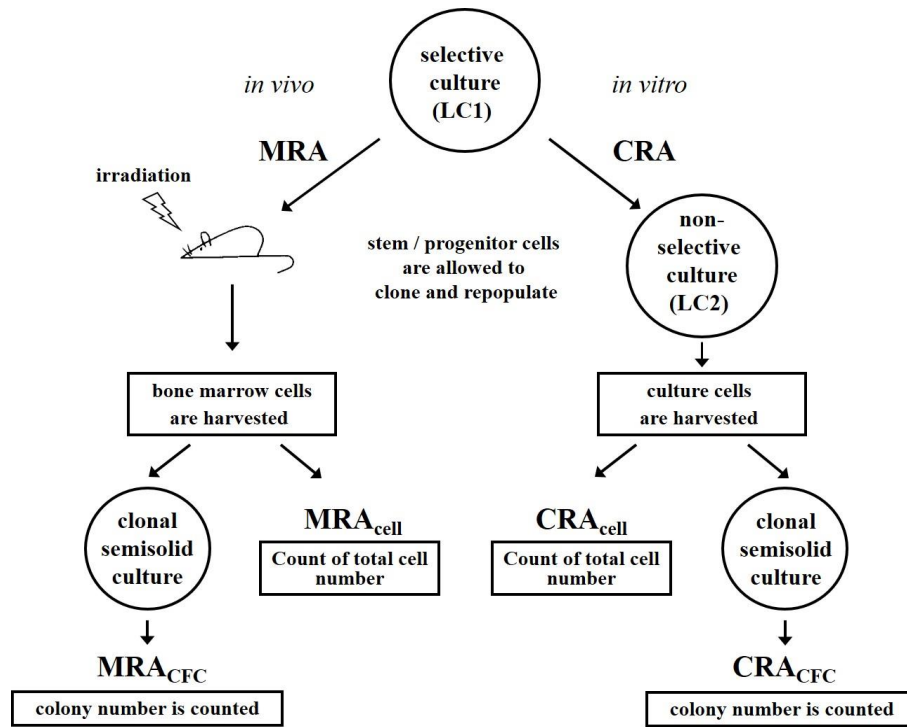 selective
culture
(LC1)
in vivo
in vitro
MRA
CRA
irradiation
stem / progenitor cells
are allowed to
clone and repopulate
non-
selective
culture
(LC2)
bone marrow cells
are harvested
culture cells
are harvested
clonal
semisolid
culture
MRAcell
Count of total cell
number
CRAcell
Count of total cell
number
clonal
semisolid
culture
MRACFC
colony number is counted
CRACFC
colony number is counted